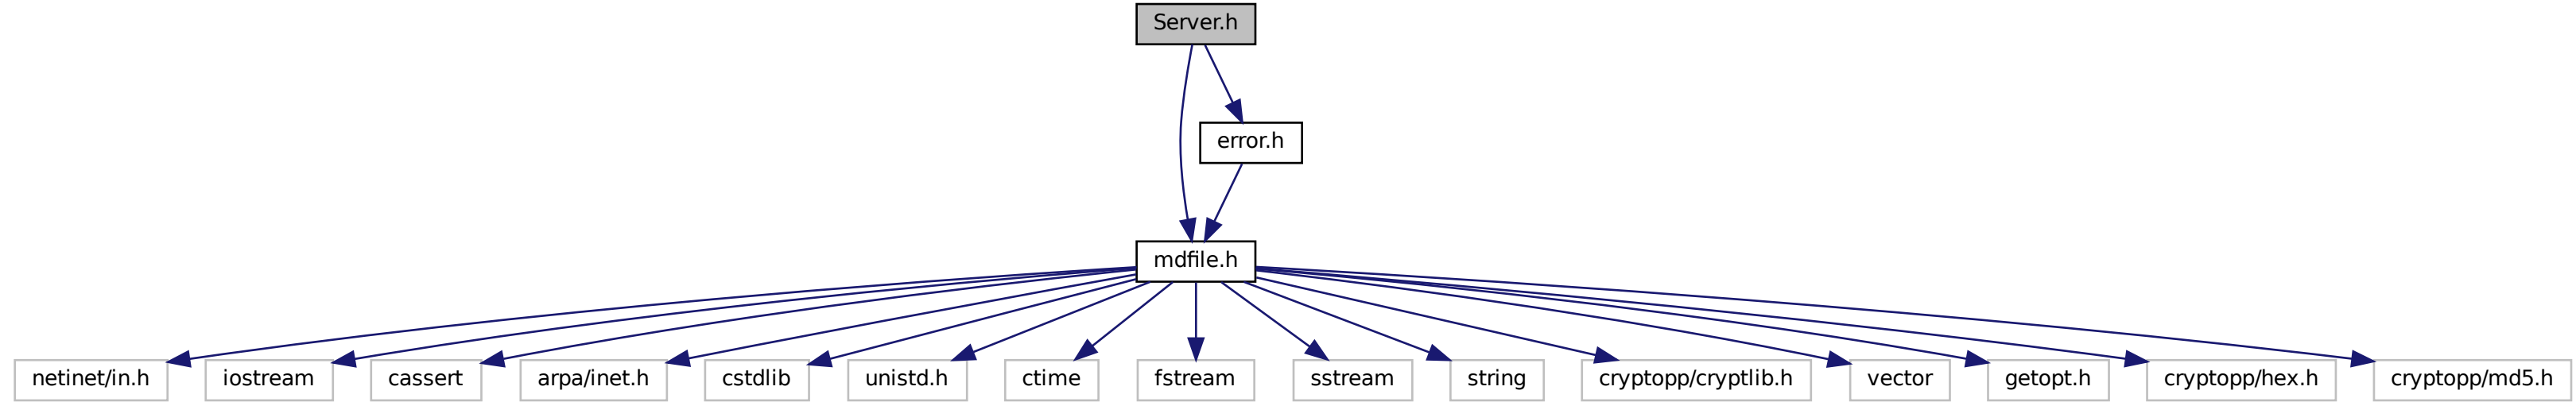 Server.h
error.h
mdfile.h
netinet/in.h
iostream
cassert
arpa/inet.h
cstdlib
unistd.h
ctime
fstream
sstream
string
cryptopp/cryptlib.h
vector
getopt.h
cryptopp/hex.h
cryptopp/md5.h